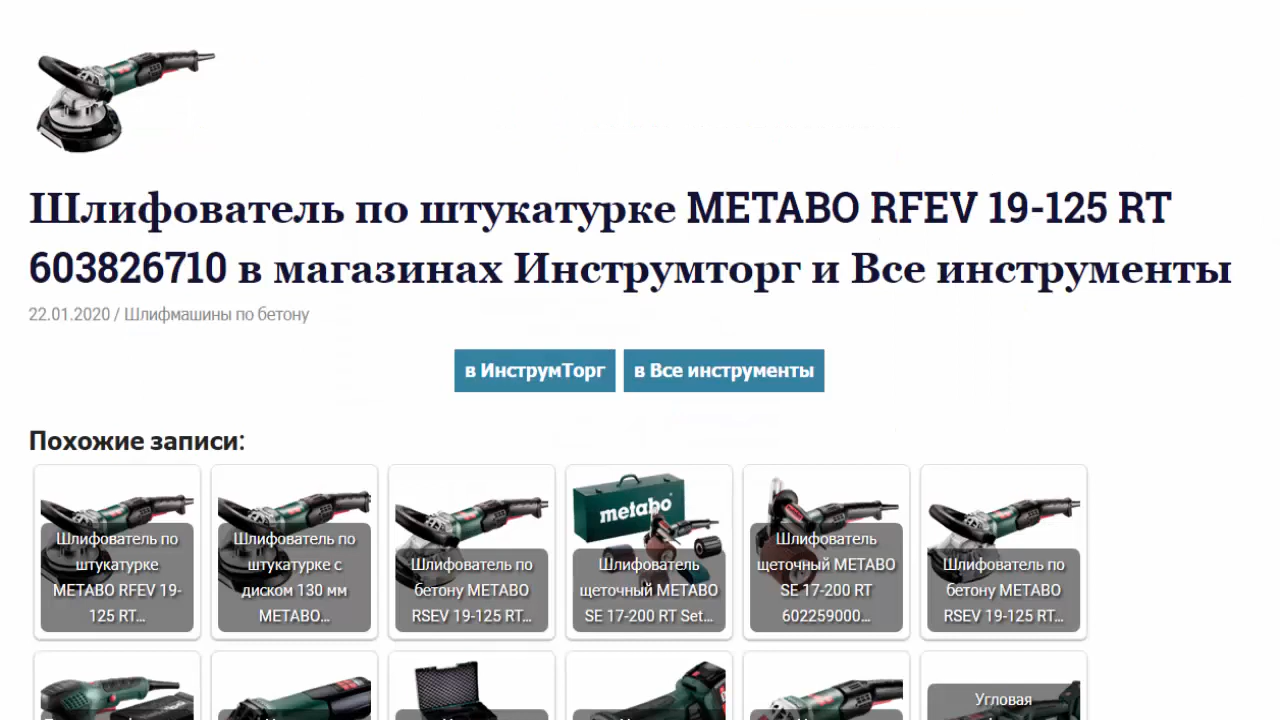 Шлифователь по штукатурке METABO RFEV 19-125 RT
603826710 в магазинах Инструмторг и Все инструменты
22.01.2020 / Шлифмашины по бетону
в ИнструмТорг
в Все инструменты
Похожие записи:
Шлифователь по
штукатурке
METABO RFEV 19-
125 RT...
Шлифователь по
штукатурке с
диском 130 мм
METABO...
Шлифователь по
бетону METABO
RSEV 19-125 RT...
metabo
Шлифователь
щеточный METABO
SE 17-200 RT Set...
Шлифователь
щеточный METABO
SE 17-200 RT
602259000...
Шлифователь по
бетону METABO
RSEV 19-125 RT...
Угловая